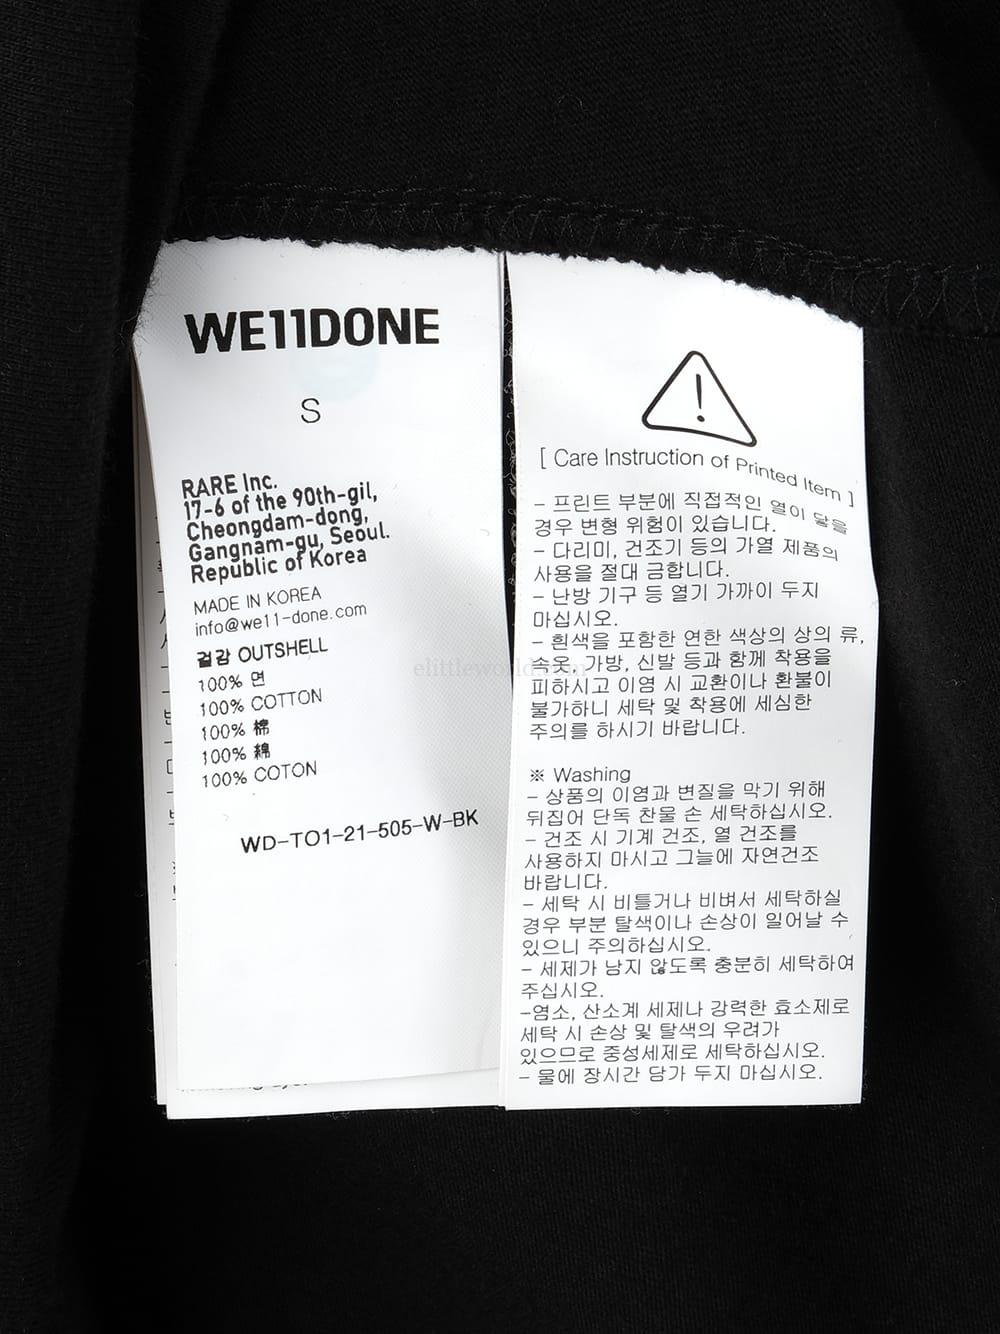 WE11DONE
S
RARE Inc.
17-6 of the 90th-gil,
Cheongdam-dong,
Gangnam-gu, Seoul.
Republic of Korea
MADE IN KOREA
info@we11-done.com
겉감 OUTSHELL
100% 면
100% COTTON
100% 棉
100% 綿
100% COTON
WD-TO1-21-505-W-BK
[ Care Instruction of Printed Item ]
- 프린트 부분에 직접적인 열이 닿을
경우 변형 위험이 있습니다.
- 다리미, 건조기 등의 가열 제품의
사용을 절대 금합니다.
- 난방 기구 등 열기 가까이 두지
마십시오.
- 흰색을 포함한 연한 색상의 상의 류,
속옷, 가방, 신발 등과 함께 착용을
피하시고 이염 시 교환이나 환불이
불가하니 세탁 및 착용에 세심한
주의를 하시기 바랍니다.
※ Washing
- 상품의 이염과 변질을 막기 위해
뒤집어 단독 찬물 손 세탁하십시오.
- 건조 시 기계 건조, 열 건조를
사용하지 마시고 그늘에 자연건조
바랍니다.
- 세탁 시 비틀거나 비벼서 세탁하실
경우 부분 탈색이나 손상이 일어날 수
있으니 주의하십시오.
- 세제가 남지 않도록 충분히 세탁하여
주십시오.
-염소, 산소계 세제나 강력한 효소제로
세탁 시 손상 및 탈색의 우려가
있으므로 중성세제로 세탁하십시오.
- 물에 장시간 담가 두지 마십시오.
elittleworld.com